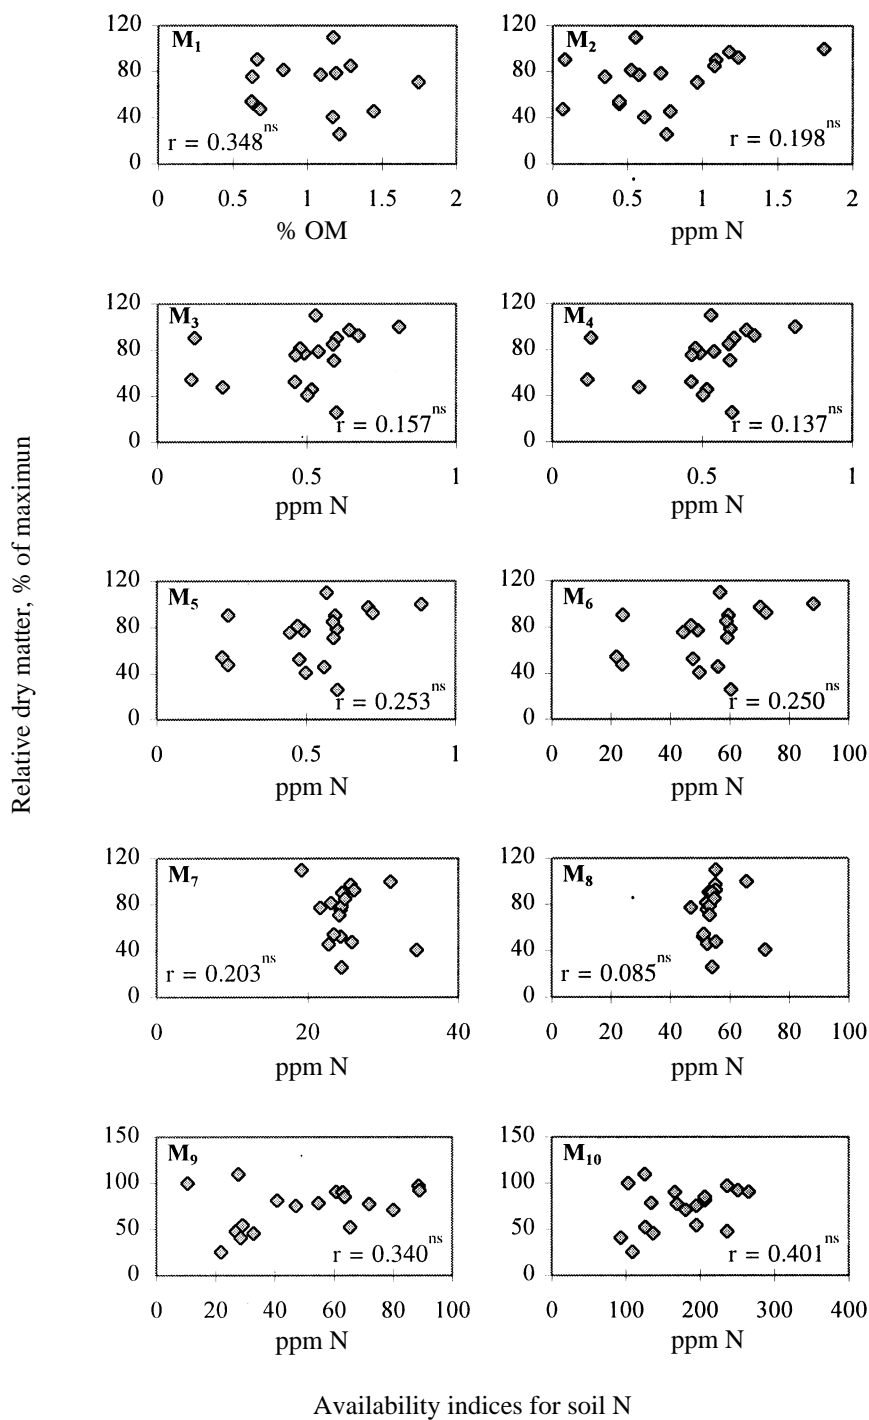 Relative dry matter, % of maximun
120
80
40
0
M1
r = 0.348ns
0 0.5 1 1.5 2
% OM
120
80
40
0
M2
r = 0.198ns
0 0.5 1 1.5 2
ppm N
120
80
40
0
M3
r = 0.157ns
0 0.5 1
ppm N
120
80
40
0
M4
r = 0.137ns
0 0.5 1
ppm N
120
80
40
0
M5
r = 0.253ns
0 0.5 1
ppm N
120
80
40
0
M6
r = 0.250ns
0 20 40 60 80 100
ppm N
120
80
40
0
M7
r = 0.203ns
0 20 40
ppm N
120
80
40
0
M8
r = 0.085ns
0 20 40 60 80 100
ppm N
150
100
50
0
M9
r = 0.340ns
0 20 40 60 80 100
ppm N
150
100
50
0
M10
r = 0.401ns
0 100 200 300 400
ppm N
Availability indices for soil N